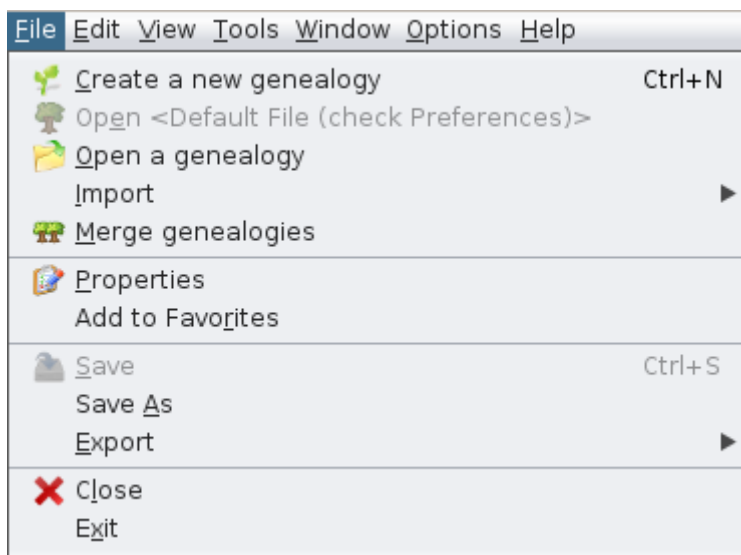 File Edit View Tools Window Options Help
Create a new genealogy Ctrl+N
Open <Default File (check Preferences)>
Open a genealogy
Import
Merge genealogies
Properties
Add to Favorites
Save Ctrl+S
Save As
Export
Close
Exit